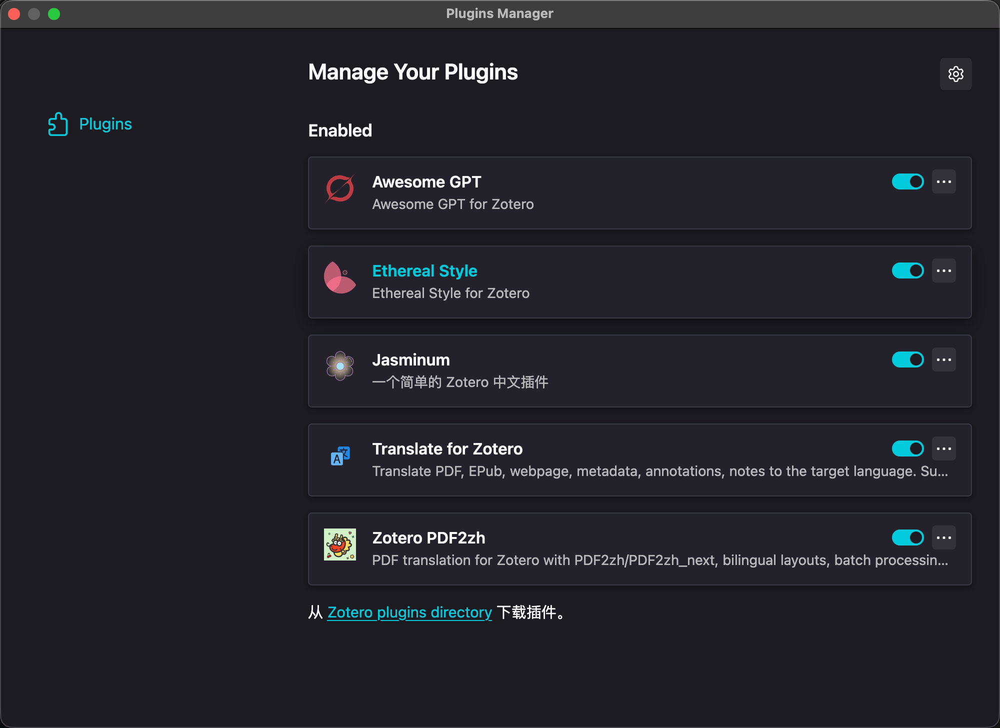 Plugins Manager
Manage Your Plugins
Plugins
Enabled
Awesome GPT
Awesome GPT for Zotero
Ethereal Style
Ethereal Style for Zotero
Jasminum
一个简单的 Zotero 中文插件
Translate for Zotero
Translate PDF, EPub, webpage, metadata, annotations, notes to the target language. Su...
Zotero PDF2zh
PDF translation for Zotero with PDF2zh/PDF2zh_next, bilingual layouts, batch processin...
从 Zotero plugins directory 下载插件。